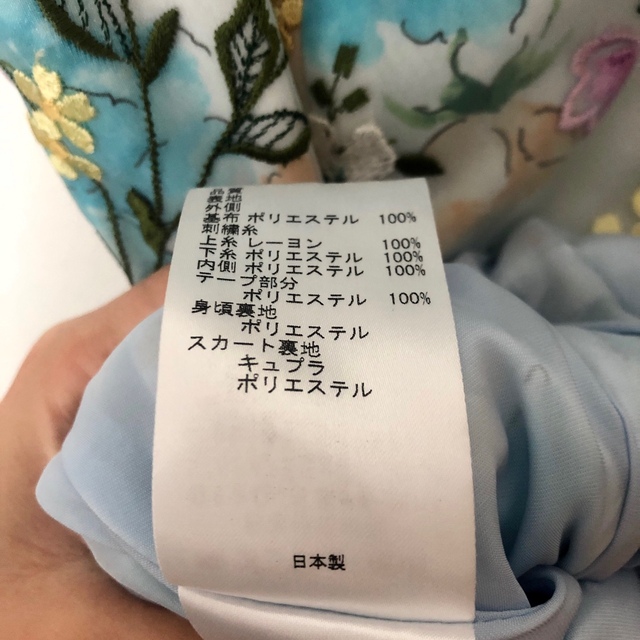 品質
表地
外側
基布 ポリエステル 100%
刺繍糸
上糸 レーヨン 100%
下糸 ポリエステル 100%
内側 ポリエステル 100%
テープ部分
ポリエステル 100%
身頃裏地
ポリエステル
スカート裏地
キュプラ
ポリエステル
日本製